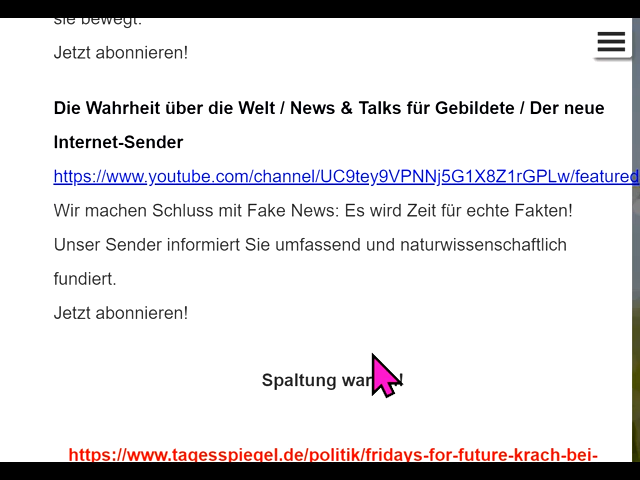 sie bewegt.
Jetzt abonnieren!
Die Wahrheit über die Welt / News & Talks für Gebildete / Der neue
Internet-Sender
https://www.youtube.com/channel/UC9tey9VPNNj5G1X8Z1rGPLw/featured
Wir machen Schluss mit Fake News: Es wird Zeit für echte Fakten!
Unser Sender informiert Sie umfassend und naturwissenschaftlich
fundiert.
Jetzt abonnieren!
Spaltung
https://www.tagesspiegel.de/politik/fridays-for-future-krach-bei-